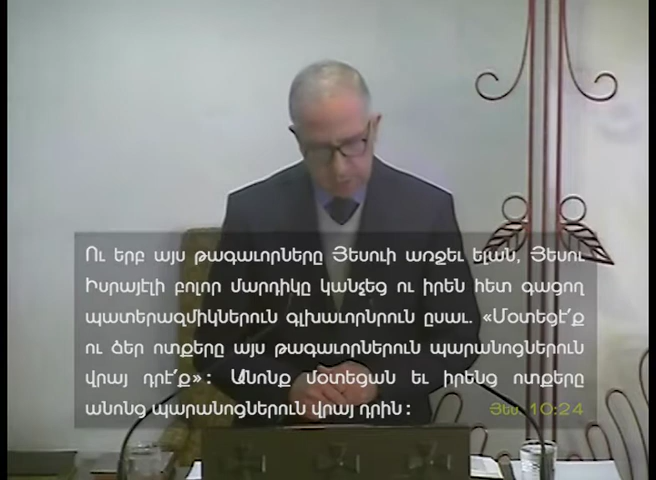 Ու երբ այս թագաւորները Յեսուի առջեւ ելան, Յեսու
Իսրայէլի բոլոր մարդիկը կանչեց ու իրեն հետ գացող
պատերազմիկներուն գլխաւորներուն ըսաւ. «Մօտեցէ՛ք
ու ձեր ոտքերը այս թագաւորներուն պարանոցներուն
վրայ դրէ՛ք»: Անոնք մօտեցան եւ իրենց ոտքերը
անոնց պարանոցներուն վրայ դրին:
Յես. 10:24